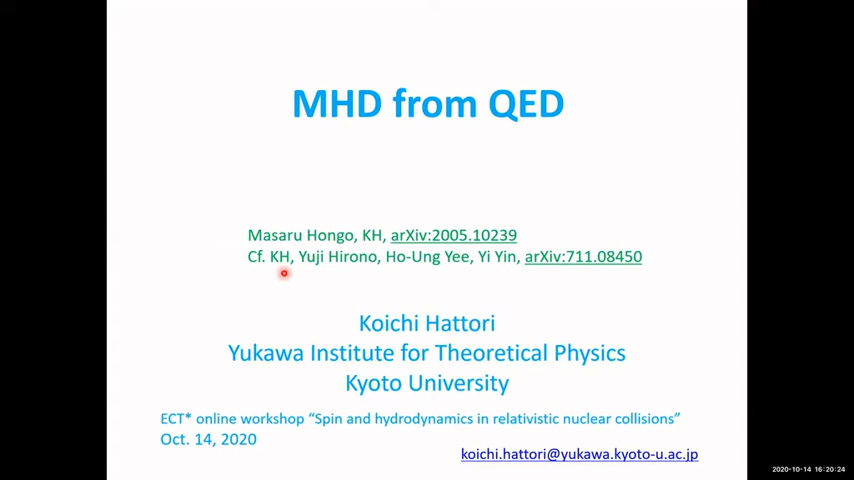 MHD from QED
Masaru Hongo, KH, arXiv:2005.10239
Cf. KH, Yuji Hirono, Ho-Ung Yee, Yi Yin, arXiv:711.08450
Koichi Hattori
Yukawa Institute for Theoretical Physics
Kyoto University
ECT* online workshop “Spin and hydrodynamics in relativistic nuclear collisions”
Oct. 14, 2020
koichi.hattori@yukawa.kyoto-u.ac.jp
2020-10-14 16:20:24